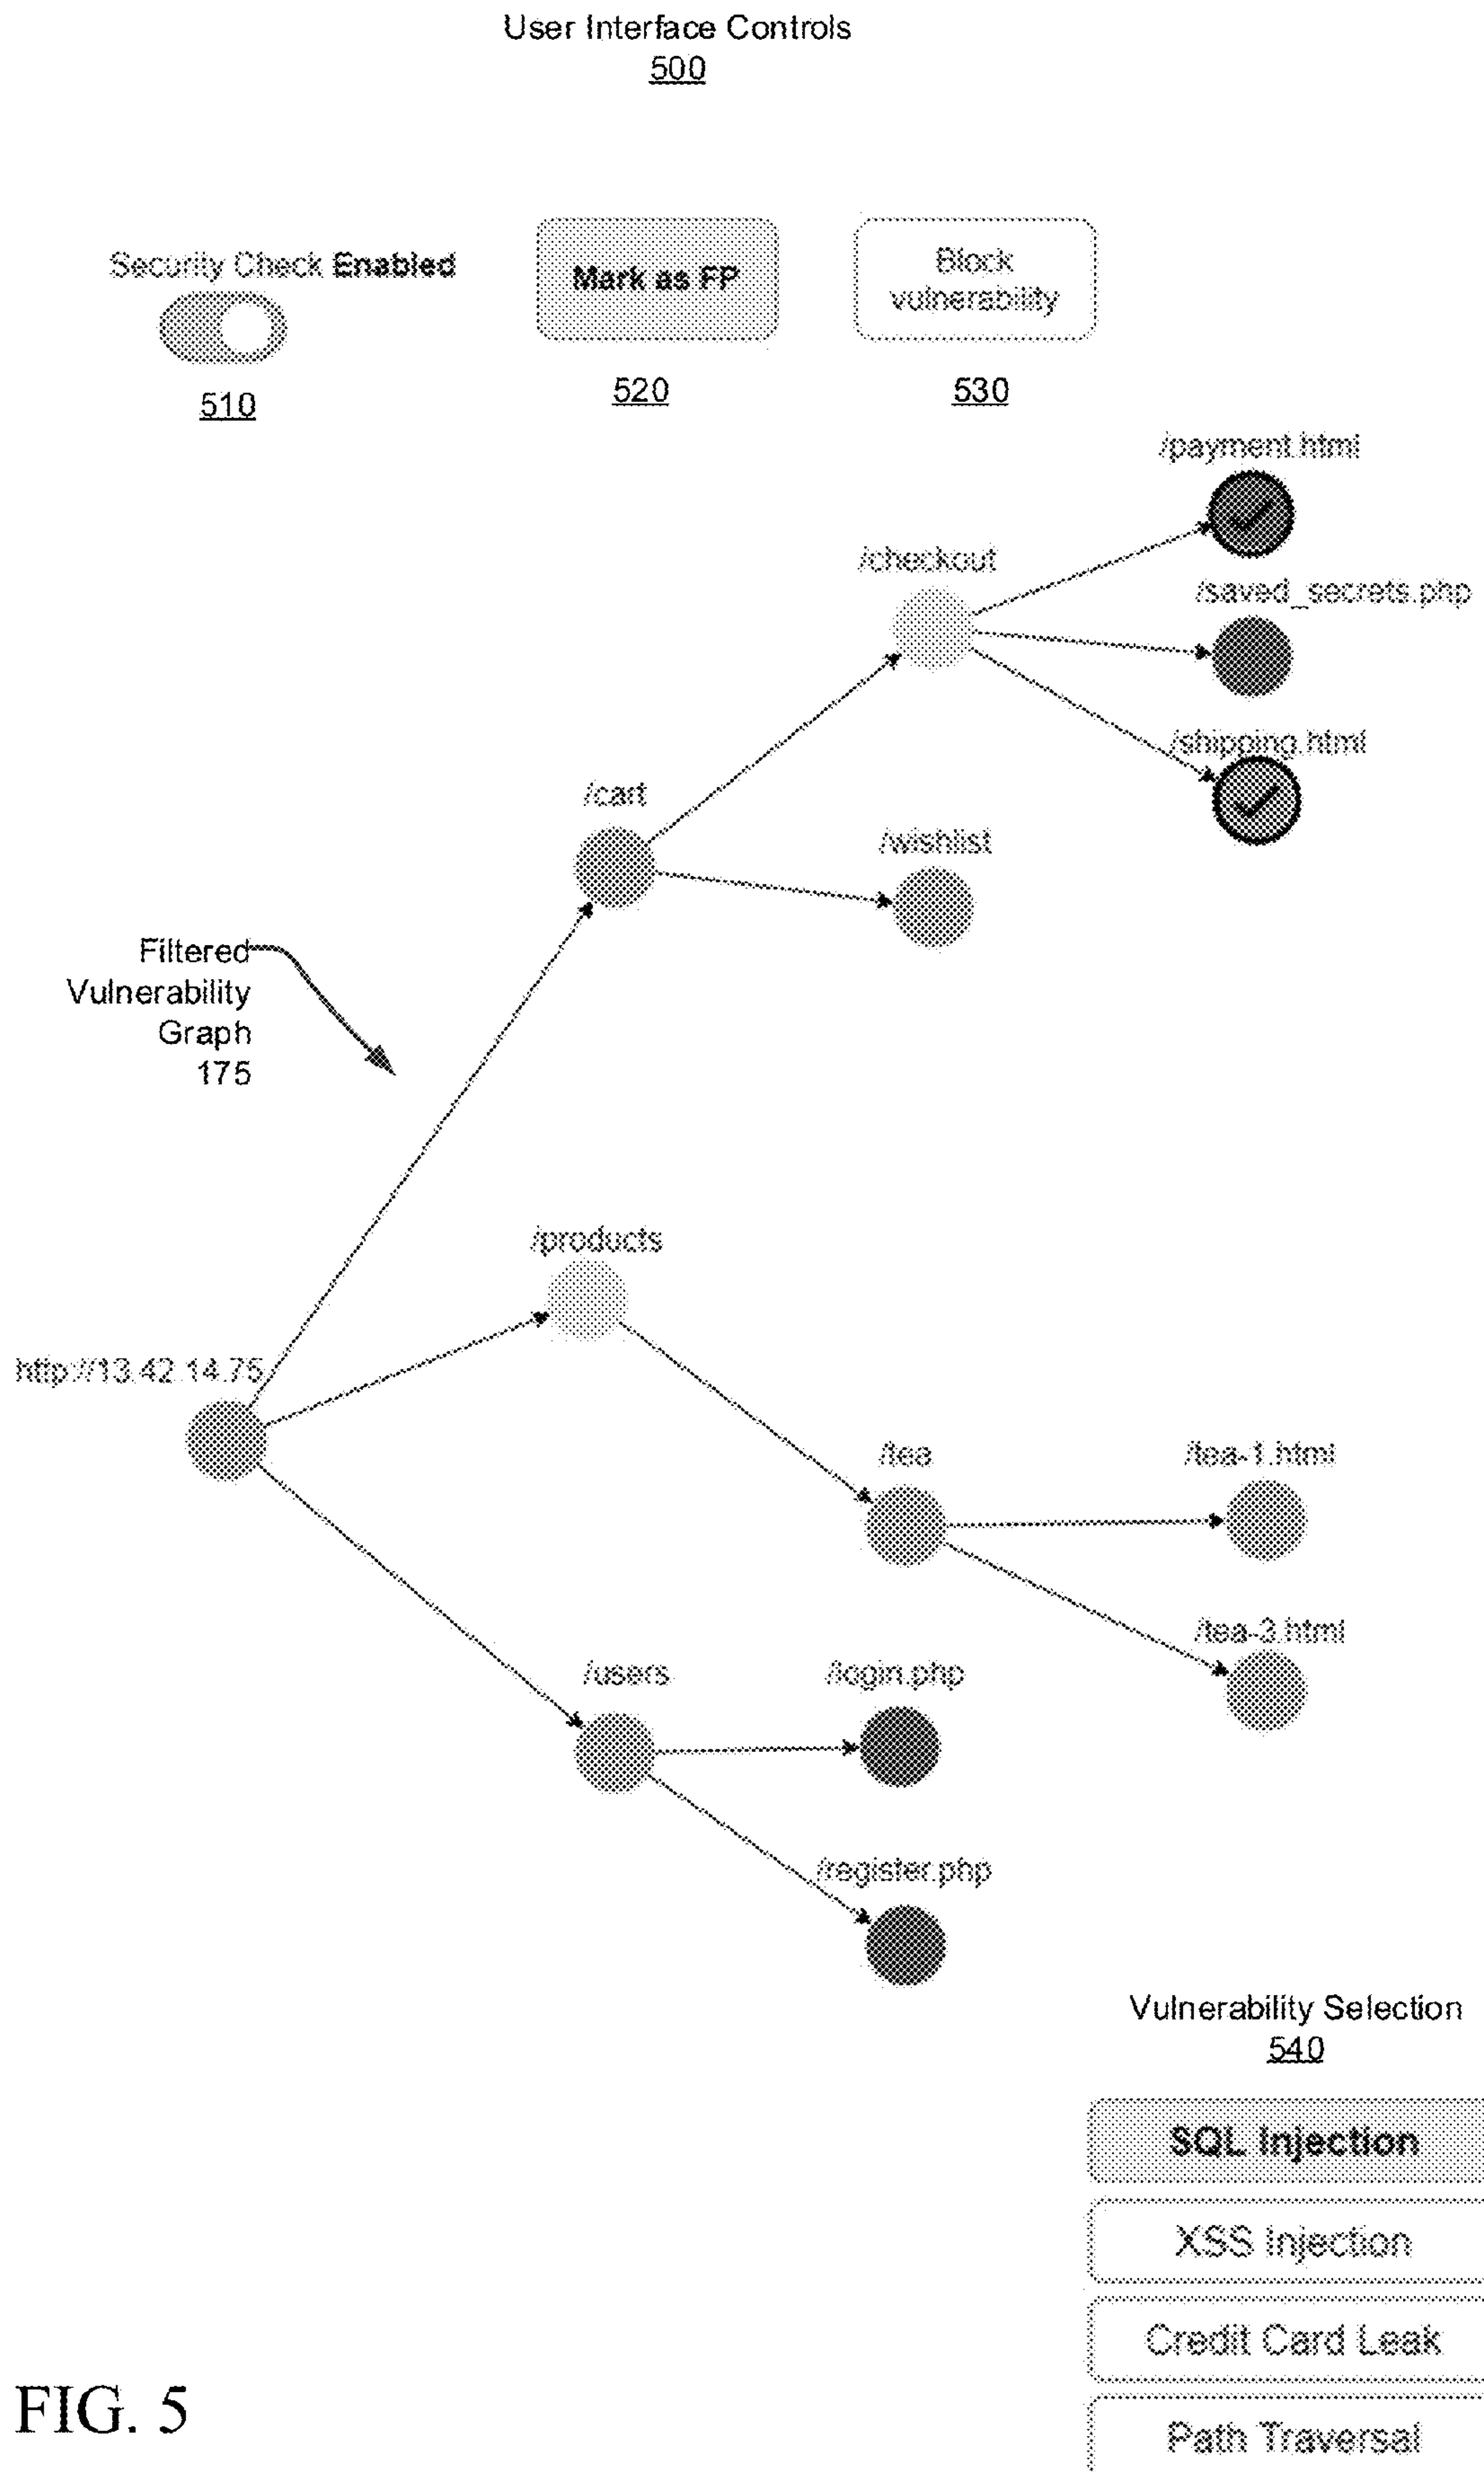 User Interface Controls
500
Security Check Enabled
510
Mark as FP
520
Block
vulnerability
530
/payment.html
/checkout
/saved_secrets.php
/shipping.html
/cart
/wishlist
Filtered
Vulnerability
Graph
175
/products
http://13.42.14.75
/tea
/tea-1.html
/tea-3.html
/users
/login.php
/register.php
Vulnerability Selection
540
SQL Injection
XSS Injection
Credit Card Leak
Path Traversal
FIG. 5